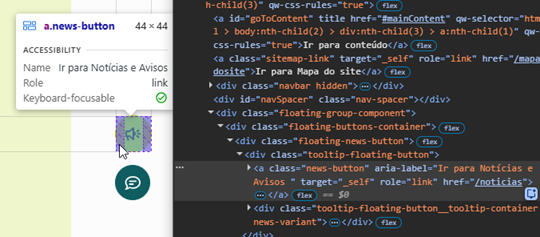 a.news-button 44 × 44
ACCESSIBILITY
Name Ir para Notícias e Avisos
Role link
Keyboard-focusable
h-child(3)" qw-css-rules="true"> flex
<a id="goToContent" title href="#mainContent" qw-selector="html
1 > body:nth-child(2) > div:nth-child(3) > a:nth-child(1)" qw-
css-rules="true">Ir para conteúdo</a> flex
<a class="sitemap-link" target="_self" role="link" href="/mapa
dosite">Ir para Mapa do site</a> flex
<div class="navbar hidden"> ⋯ </div>
<div id="navSpacer" class="nav-spacer"></div>
<div class="floating-group-component">
<div class="floating-buttons-container"> flex
<div class="floating-news-button">
<div class="tooltip-floating-button">
<a class="news-button" aria-label="Ir para Notícias e
Avisos " target="_self" role="link" href="/noticias">
⋯ </a> flex == $0
<div class="tooltip-floating-button__tooltip-container
news-variant"> ⋯ </div> flex
</div>